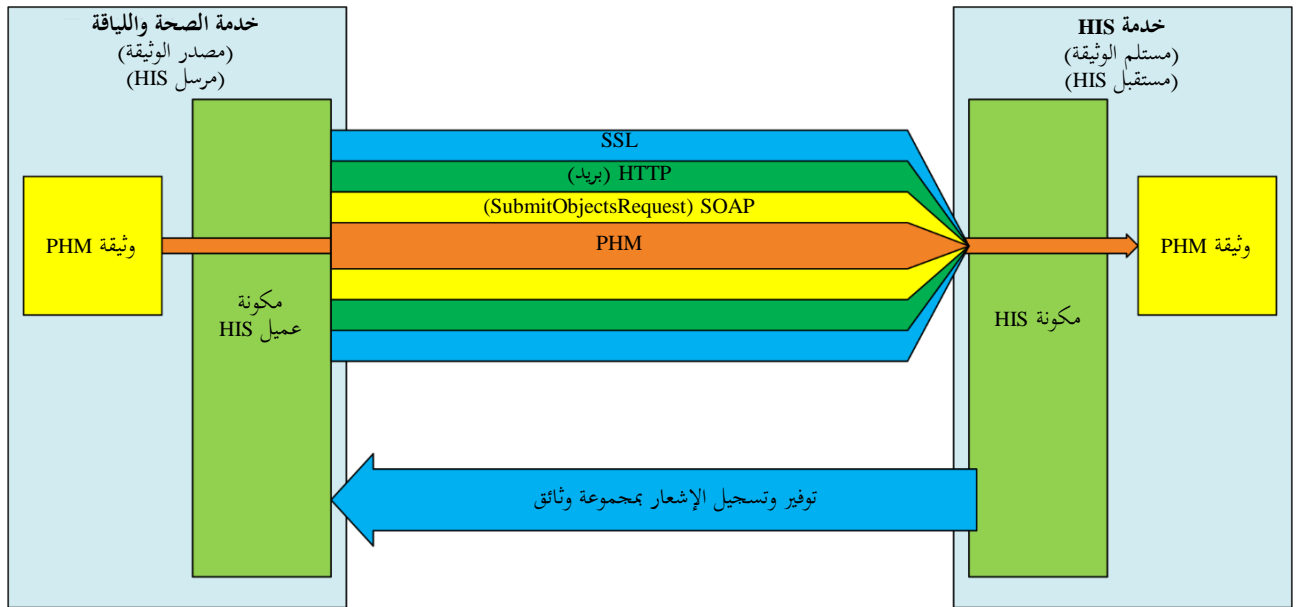 خدمة HIS
(مستلم الوثيقة)
(مستقبل HIS)
خدمة الصحة واللياقة
(مصدر الوثيقة)
(مرسل HIS)
SSL
HTTP (بريد)
SOAP (SubmitObjectsRequest)
PHM
وثيقة PHM
وثيقة PHM
مكونة HIS
مكونة
عميل HIS
توفير وتسجيل الإشعار بمجموعة وثائق